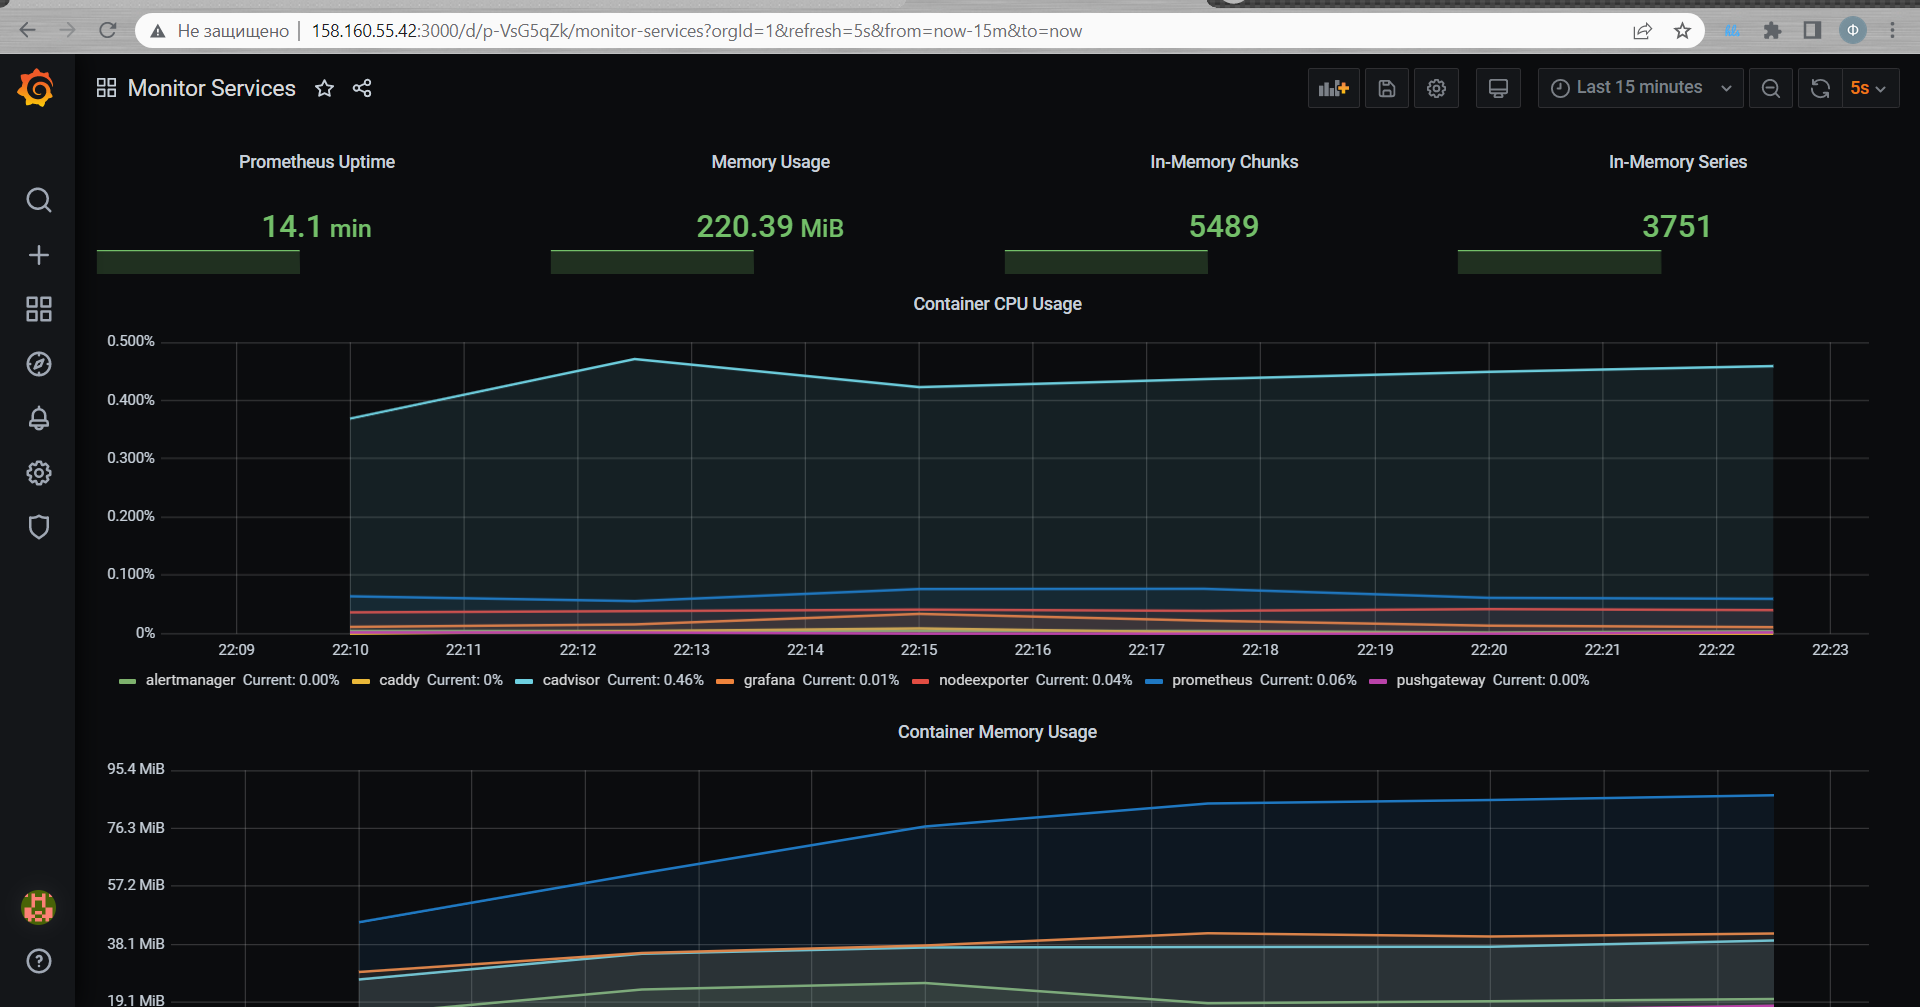 Не защищено | 158.160.55.42:3000/d/p-VsG5qZk/monitor-services?orgId=1&refresh=5s&from=now-15m&to=now
Ф
Monitor Services
Last 15 minutes
5s
Prometheus Uptime
Memory Usage
In-Memory Chunks
In-Memory Series
14.1 min
220.39 MiB
5489
3751
Container CPU Usage
0.500%
0.400%
0.300%
0.200%
0.100%
0%
22:09 22:10 22:11 22:12 22:13 22:14 22:15 22:16 22:17 22:18 22:19 22:20 22:21 22:22 22:23
alertmanager Current: 0.00% caddy Current: 0% cadvisor Current: 0.46% grafana Current: 0.01% nodeexporter Current: 0.04% prometheus Current: 0.06% pushgateway Current: 0.00%
Container Memory Usage
95.4 MiB
76.3 MiB
57.2 MiB
38.1 MiB
19.1 MiB